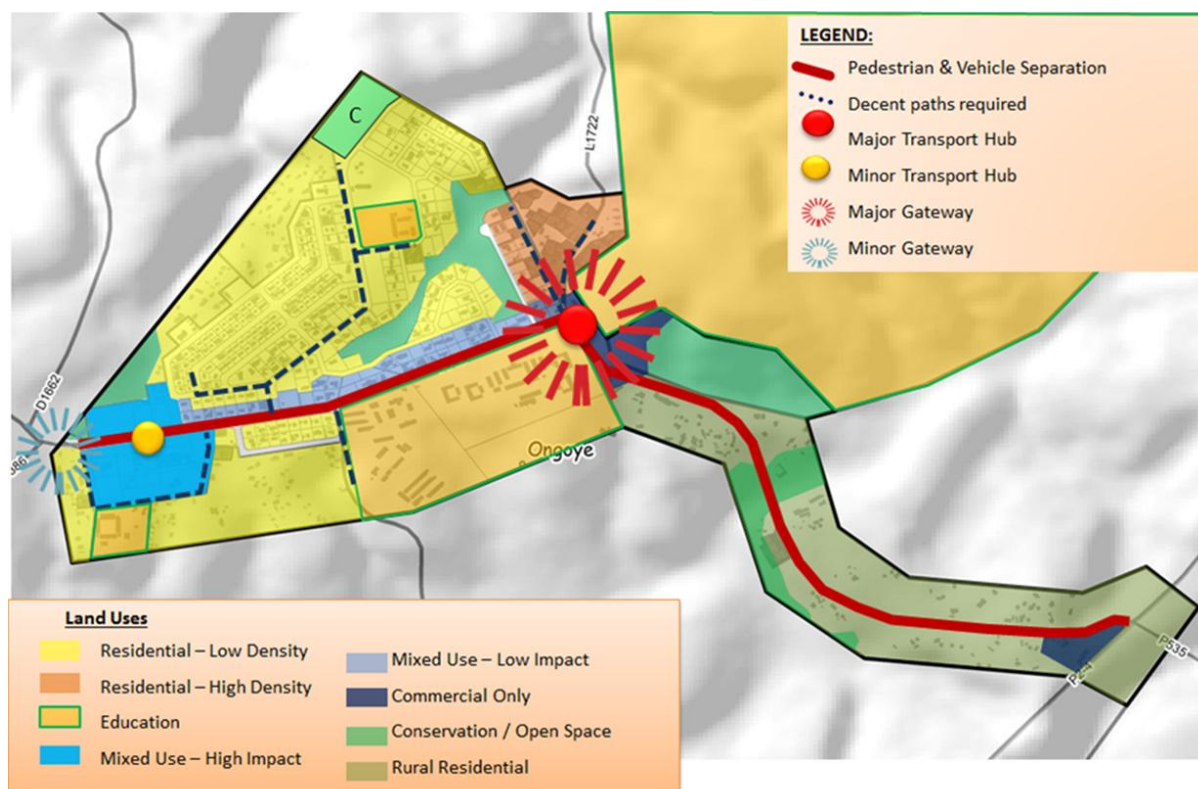 LEGEND:
Pedestrian & Vehicle Separation
Decent paths required
Major Transport Hub
Minor Transport Hub
Major Gateway
Minor Gateway
C
L1722
D1662
Ongoye
P535
Land Uses
Residential – Low Density
Residential – High Density
Education
Mixed Use – High Impact
Mixed Use – Low Impact
Commercial Only
Conservation / Open Space
Rural Residential